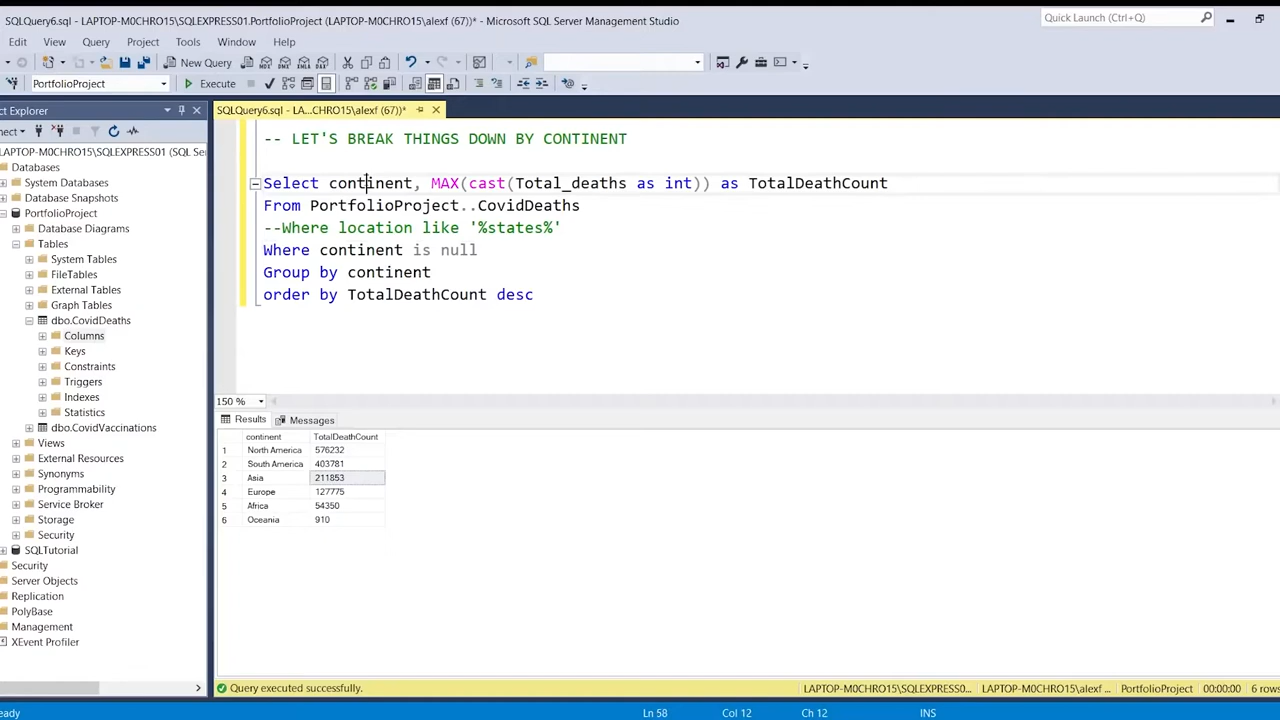 SQLQuery6.sql - LAPTOP-M0CHRO15\SQLEXPRESS01.PortfolioProject (LAPTOP-M0CHRO15\alexf (67))* - Microsoft SQL Server Management Studio
Quick Launch (Ctrl+Q)
Edit View Query Project Tools Window Help
New Query
PortfolioProject Execute
ct Explorer
SQLQuery6.sql - LA...CHRO15\alexf (67))*
nect
LAPTOP-M0CHRO15\SQLEXPRESS01 (SQL Ser
Databases
System Databases
Database Snapshots
PortfolioProject
Database Diagrams
Tables
System Tables
FileTables
External Tables
Graph Tables
dbo.CovidDeaths
Columns
Keys
Constraints
Triggers
Indexes
Statistics
dbo.CovidVaccinations
Views
External Resources
Synonyms
Programmability
Service Broker
Storage
Security
SQLTutorial
Security
Server Objects
Replication
PolyBase
Management
XEvent Profiler
-- LET'S BREAK THINGS DOWN BY CONTINENT
Select continent, MAX(cast(Total_deaths as int)) as TotalDeathCount
From PortfolioProject..CovidDeaths
--Where location like '%states%'
Where continent is null
Group by continent
order by TotalDeathCount desc
150 %
Results Messages
continent TotalDeathCount
1 North America 576232
2 South America 403781
3 Asia 211853
4 Europe 127775
5 Africa 54350
6 Oceania 910
Query executed successfully.
LAPTOP-M0CHRO15\SQLEXPRESS0... LAPTOP-M0CHRO15\alexf ... PortfolioProject 00:00:00 6 rows
eady Ln 58 Col 12 Ch 12 INS